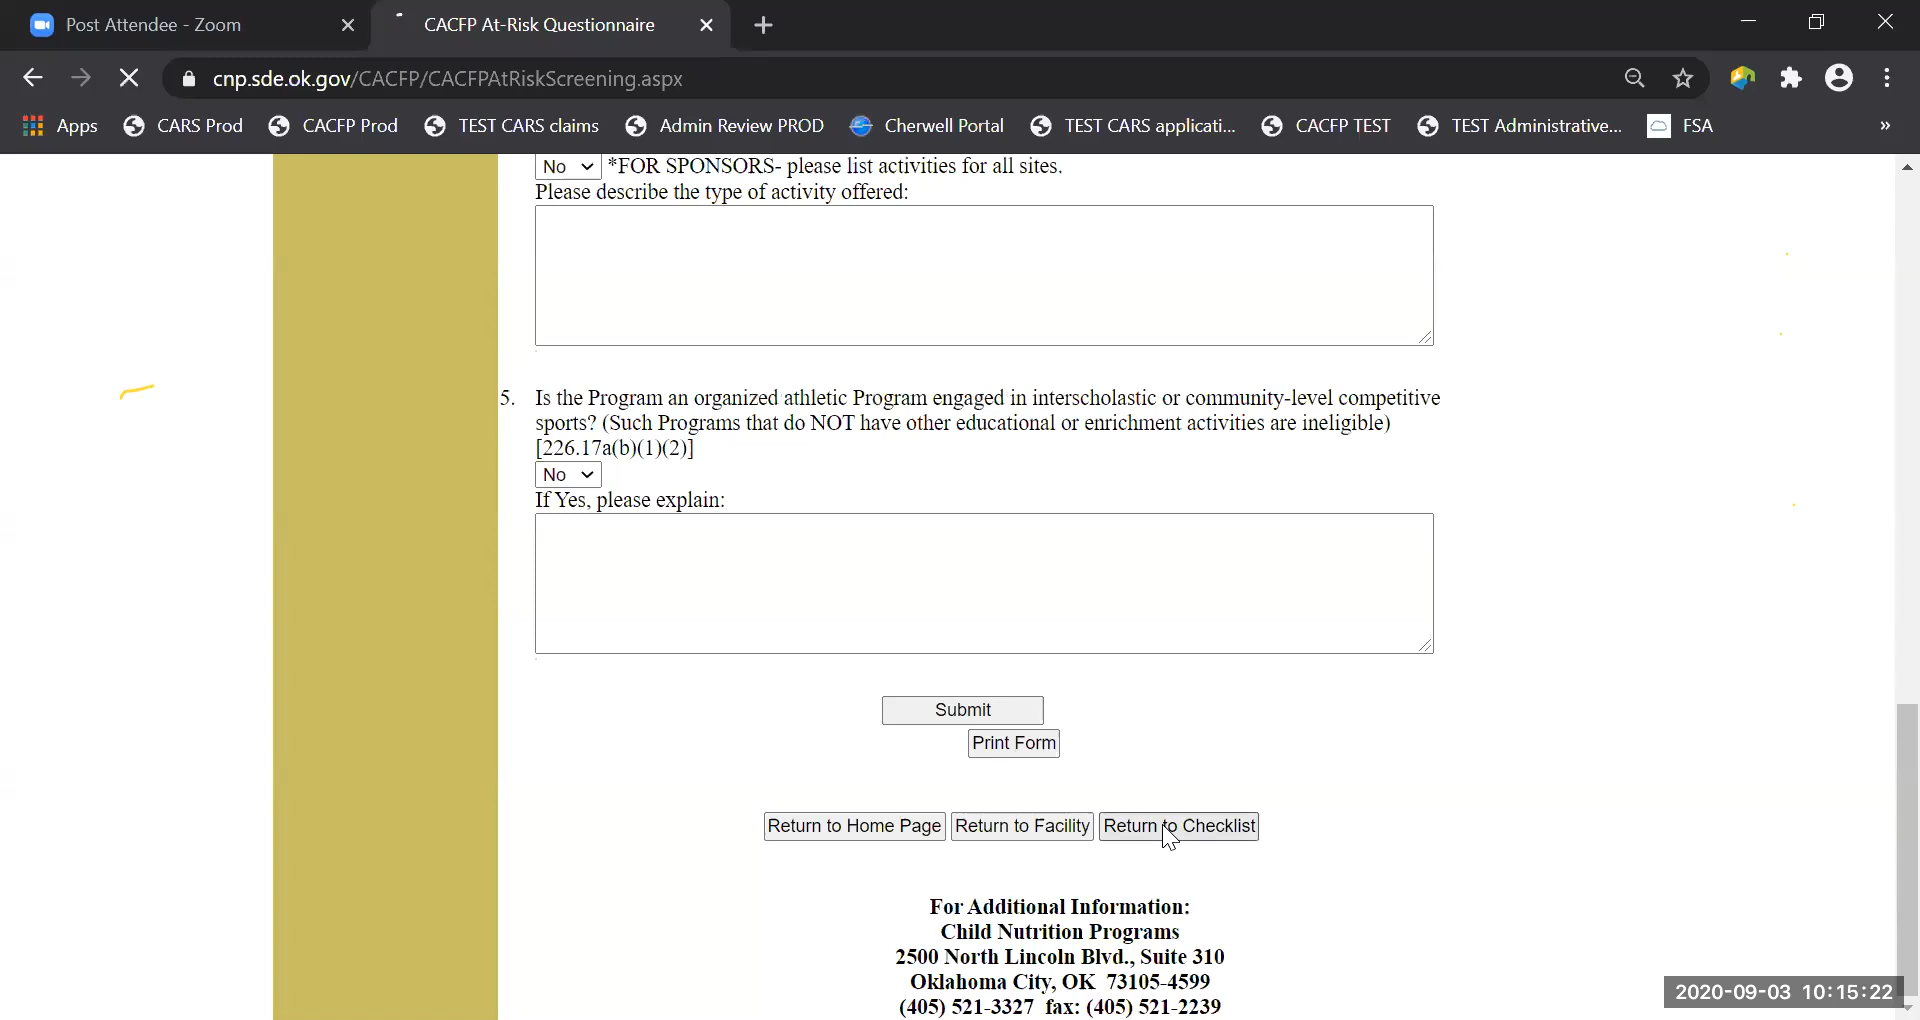 Post Attendee - Zoom
CACFP At-Risk Questionnaire
cnp.sde.ok.gov/CACFP/CACFPAtRiskScreening.aspx
Apps CARS Prod CACFP Prod TEST CARS claims Admin Review PROD Cherwell Portal TEST CARS applicati... CACFP TEST TEST Administrative... FSA »
No *FOR SPONSORS- please list activities for all sites.
Please describe the type of activity offered:
5. Is the Program an organized athletic Program engaged in interscholastic or community-level competitive
sports? (Such Programs that do NOT have other educational or enrichment activities are ineligible)
[226.17a(b)(1)(2)]
No
If Yes, please explain:
Submit
Print Form
Return to Home Page Return to Facility Return to Checklist
For Additional Information:
Child Nutrition Programs
2500 North Lincoln Blvd., Suite 310
Oklahoma City, OK 73105-4599
(405) 521-3327 fax: (405) 521-2239
2020-09-03 10:15:22